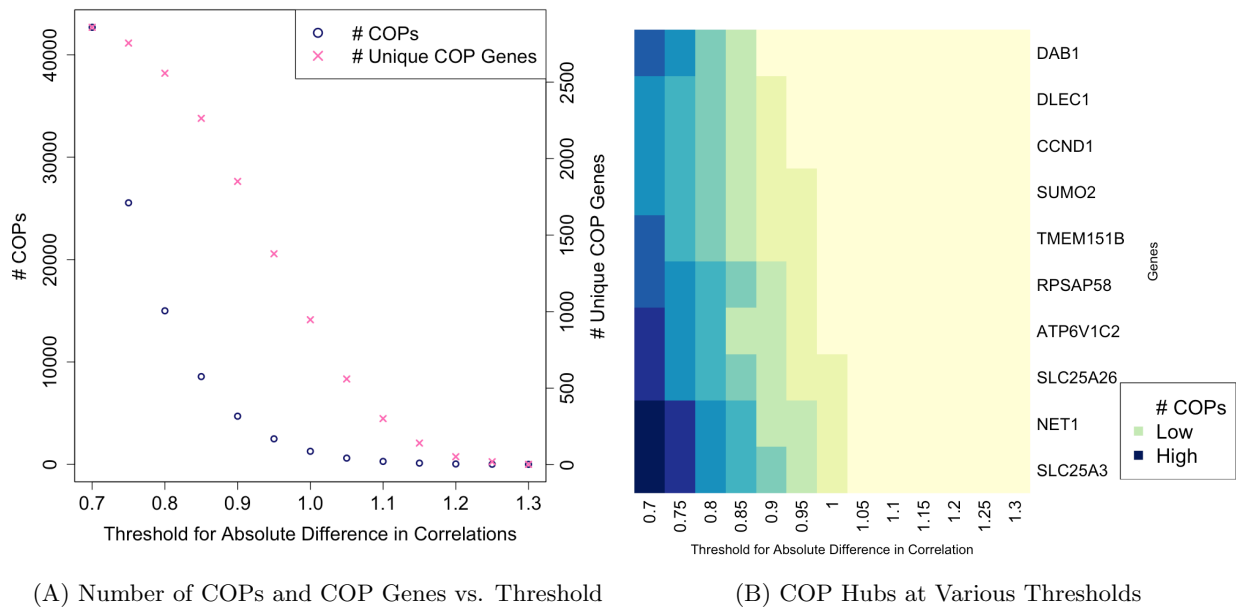 # COPs
# Unique COP Genes
40000
30000
20000
10000
0
# COPs
2500
2000
1500
1000
500
0
# Unique COP Genes
0.7 0.8 0.9 1.0 1.1 1.2 1.3
Threshold for Absolute Difference in Correlations
(A) Number of COPs and COP Genes vs. Threshold
DAB1
DLEC1
CCND1
SUMO2
TMEM151B
RPSAP58
ATP6V1C2
SLC25A26
NET1
SLC25A3
Genes
# COPs
Low
High
0.7 0.75 0.8 0.85 0.9 0.95 1 1.05 1.1 1.15 1.2 1.25 1.3
Threshold for Absolute Difference in Correlation
(B) COP Hubs at Various Thresholds